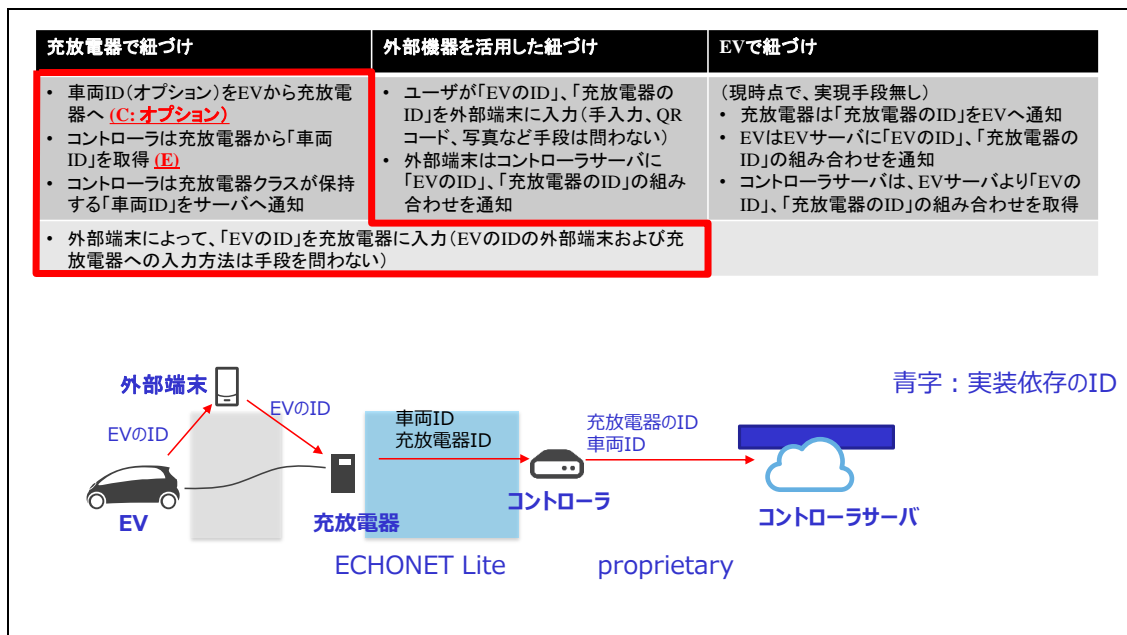 充放電器で紐づけ
外部機器を活用した紐づけ
EVで紐づけ
• 車両ID(オプション)をEVから充放電
器へ (C: オプション)
• コントローラは充放電器から「車両
ID」を取得 (E)
• コントローラは充放電器クラスが保持
する「車両ID」をサーバへ通知
• ユーザが「EVのID」、「充放電器の
ID」を外部端末に入力(手入力、QR
コード、写真など手段は問わない)
• 外部端末はコントローラサーバに
「EVのID」、「充放電器のID」の組み
合わせを通知
(現時点で、実現手段無し)
• 充放電器は「充放電器のID」をEVへ通知
• EVはEVサーバに「EVのID」、「充放電器の
ID」の組み合わせを通知
• コントローラサーバは、EVサーバより「EVの
ID」、「充放電器のID」の組み合わせを取得
• 外部端末によって、「EVのID」を充放電器に入力(EVのIDの外部端末および充
放電器への入力方法は手段を問わない)
青字：実装依存のID
外部端末
EVのID
EVのID
車両ID
充放電器ID
充放電器のID
車両ID
EV
充放電器
コントローラ
コントローラサーバ
ECHONET Lite
proprietary